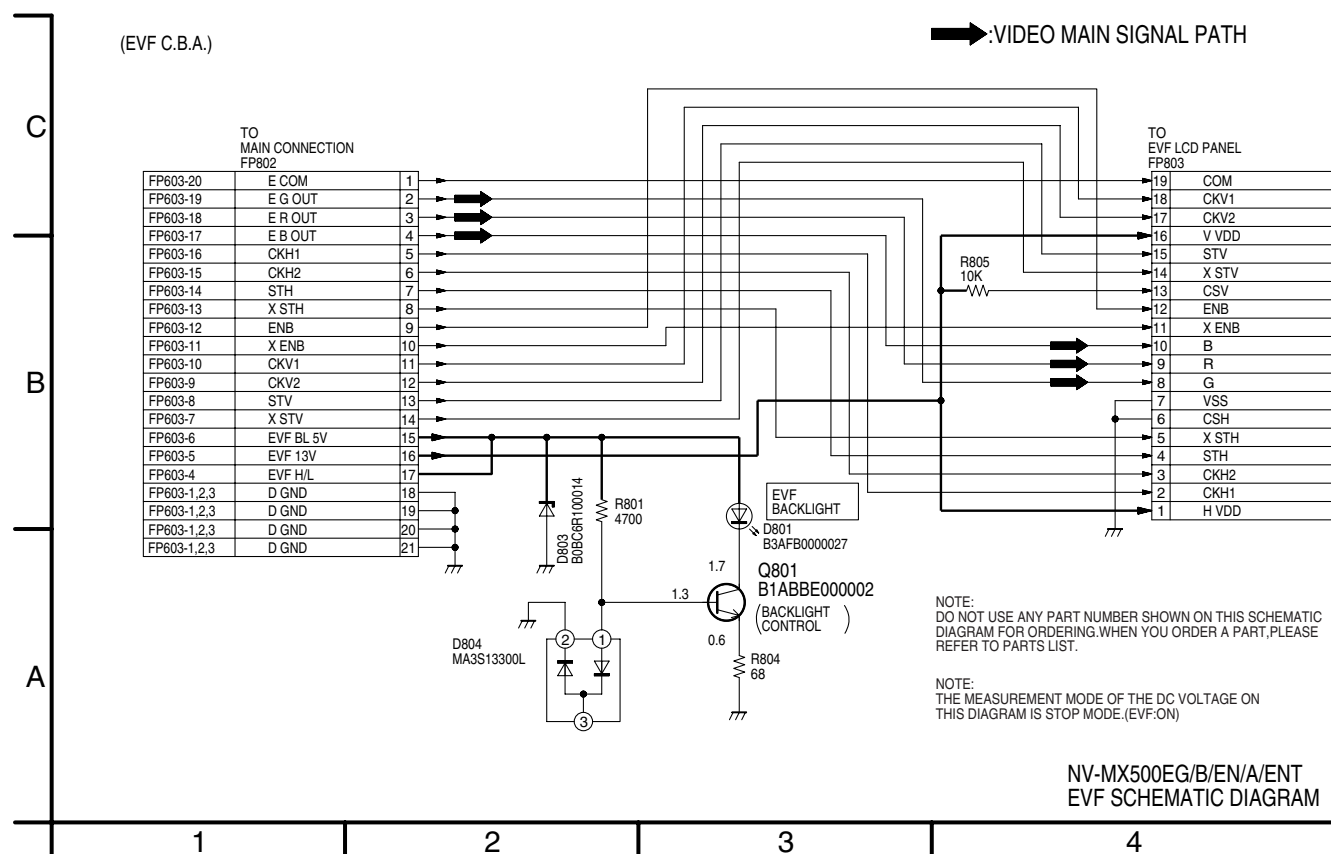 (EVF C.B.A.)
:VIDEO MAIN SIGNAL PATH
C
B
A
TO
MAIN CONNECTION
FP802
FP603-20 E COM 1
FP603-19 E G OUT 2
FP603-18 E R OUT 3
FP603-17 E B OUT 4
FP603-16 CKH1 5
FP603-15 CKH2 6
FP603-14 STH 7
FP603-13 X STH 8
FP603-12 ENB 9
FP603-11 X ENB 10
FP603-10 CKV1 11
FP603-9 CKV2 12
FP603-8 STV 13
FP603-7 X STV 14
FP603-6 EVF BL 5V 15
FP603-5 EVF 13V 16
FP603-4 EVF H/L 17
FP603-1,2,3 D GND 18
FP603-1,2,3 D GND 19
FP603-1,2,3 D GND 20
FP603-1,2,3 D GND 21
TO
EVF LCD PANEL
FP803
19 COM
18 CKV1
17 CKV2
16 V VDD
15 STV
14 X STV
13 CSV
12 ENB
11 X ENB
10 B
9 R
8 G
7 VSS
6 CSH
5 X STH
4 STH
3 CKH2
2 CKH1
1 H VDD
R805
10K
D803
B0BC6R100014
R801
4700
EVF
BACKLIGHT
D801
B3AFB0000027
1.7
Q801
B1ABBE000002
(BACKLIGHT
CONTROL)
1.3
0.6
R804
68
D804
MA3S13300L
2
1
3
NOTE:
DO NOT USE ANY PART NUMBER SHOWN ON THIS SCHEMATIC
DIAGRAM FOR ORDERING.WHEN YOU ORDER A PART,PLEASE
REFER TO PARTS LIST.
NOTE:
THE MEASUREMENT MODE OF THE DC VOLTAGE ON
THIS DIAGRAM IS STOP MODE.(EVF:ON)
NV-MX500EG/B/EN/A/ENT
EVF SCHEMATIC DIAGRAM
1
2
3
4